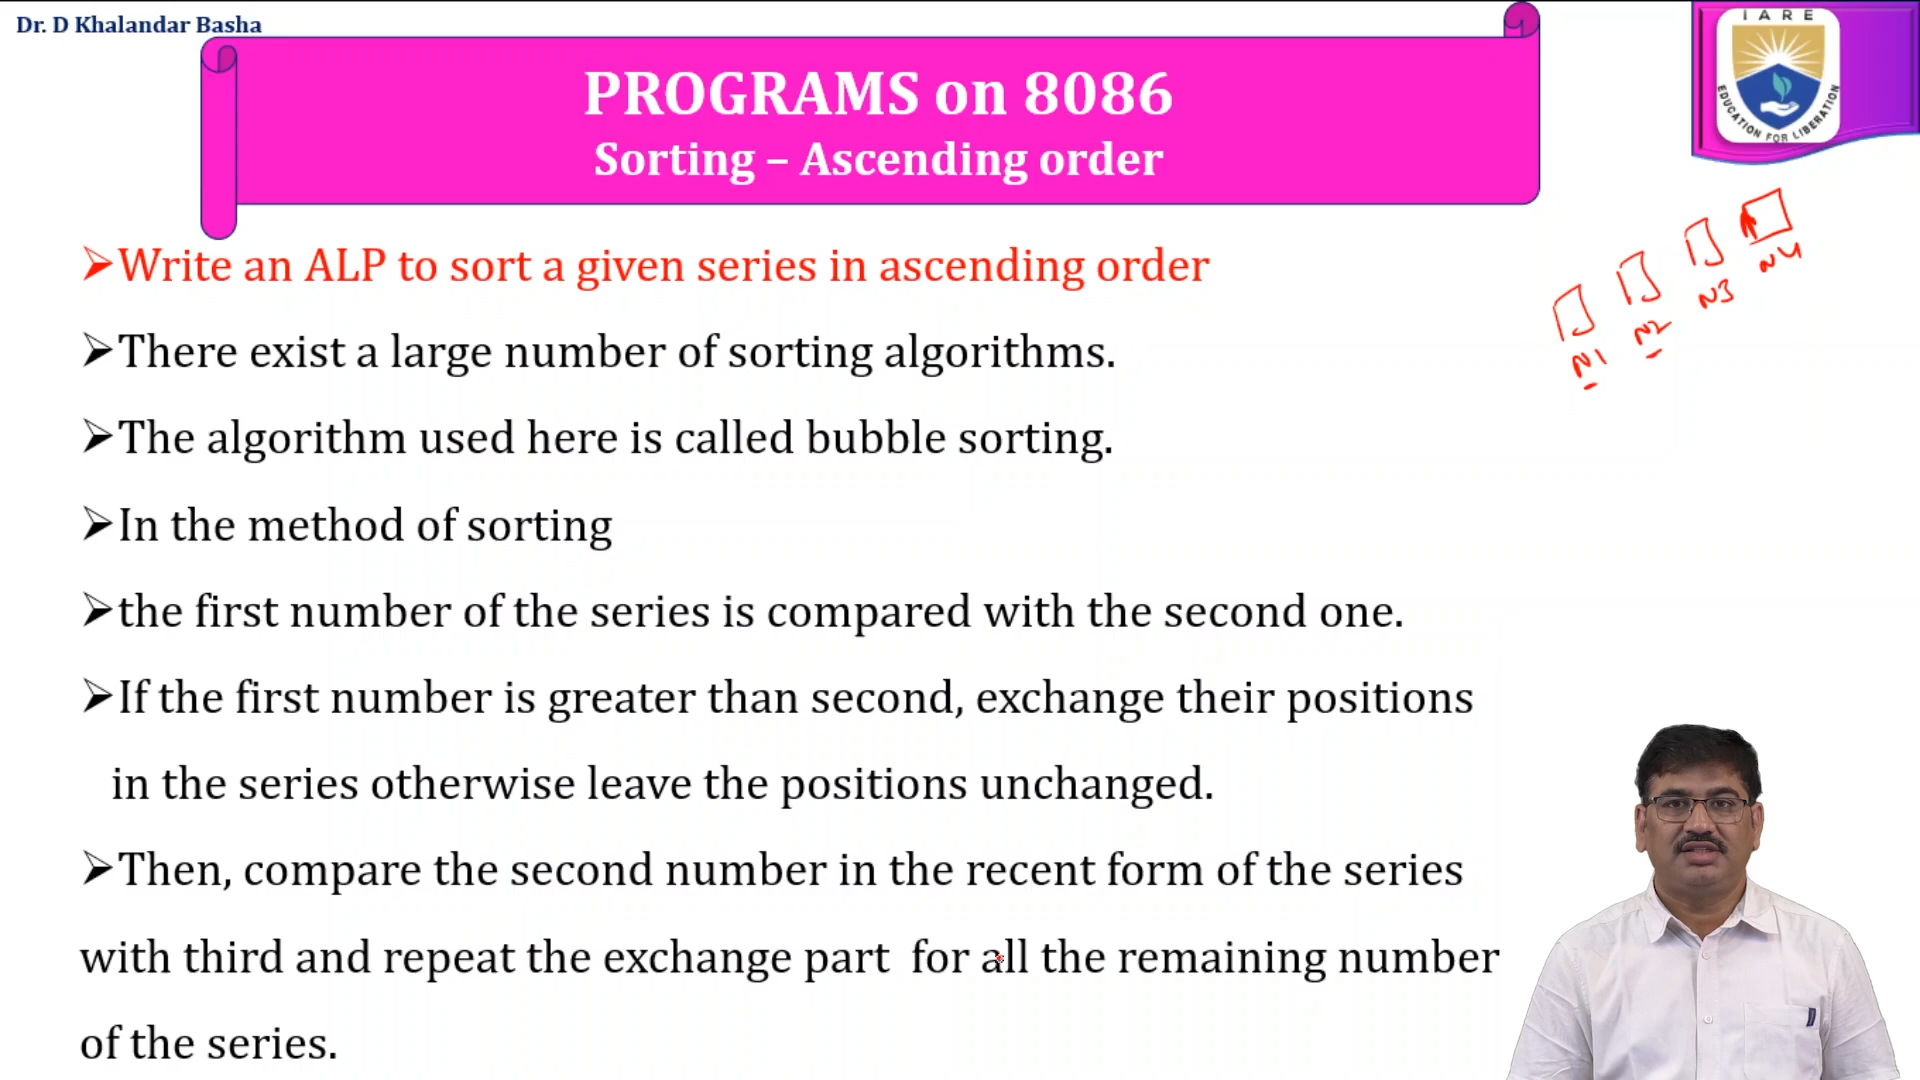 Dr. D Khalandar Basha
IARE
EDUCATION FOR LIBERATION
PROGRAMS on 8086
Sorting – Ascending order
➢Write an ALP to sort a given series in ascending order
➢There exist a large number of sorting algorithms.
➢The algorithm used here is called bubble sorting.
➢In the method of sorting
➢the first number of the series is compared with the second one.
➢If the first number is greater than second, exchange their positions
in the series otherwise leave the positions unchanged.
➢Then, compare the second number in the recent form of the series
with third and repeat the exchange part for all the remaining number
of the series.
N1 N2 N3 N4